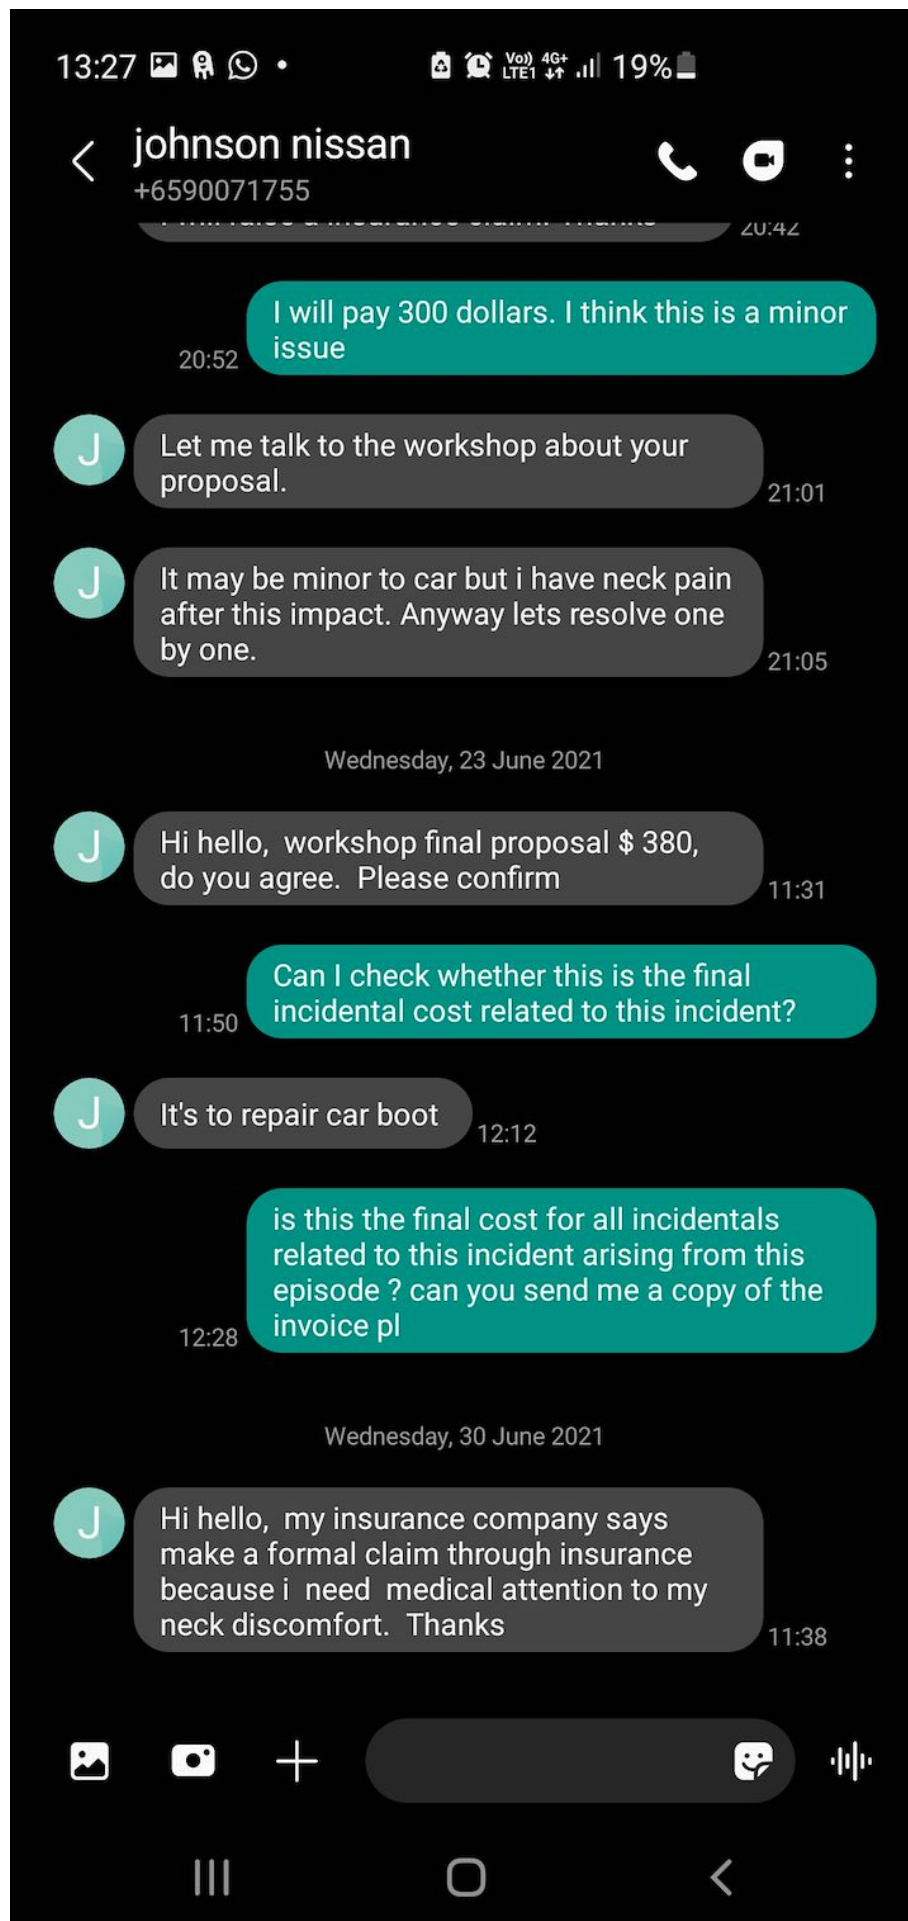 13:27
Vo)) LTE1 4G+ 19%
johnson nissan
+6590071755
20:42
I will pay 300 dollars. I think this is a minor
issue
20:52
J
Let me talk to the workshop about your
proposal.
21:01
J
It may be minor to car but i have neck pain
after this impact. Anyway lets resolve one
by one.
21:05
Wednesday, 23 June 2021
J
Hi hello,  workshop final proposal $ 380,
do you agree.  Please confirm
11:31
Can I check whether this is the final
incidental cost related to this incident?
11:50
J
It's to repair car boot
12:12
is this the final cost for all incidentals
related to this incident arising from this
episode ? can you send me a copy of the
invoice pl
12:28
Wednesday, 30 June 2021
J
Hi hello,  my insurance company says
make a formal claim through insurance
because i  need  medical attention to my
neck discomfort.  Thanks
11:38